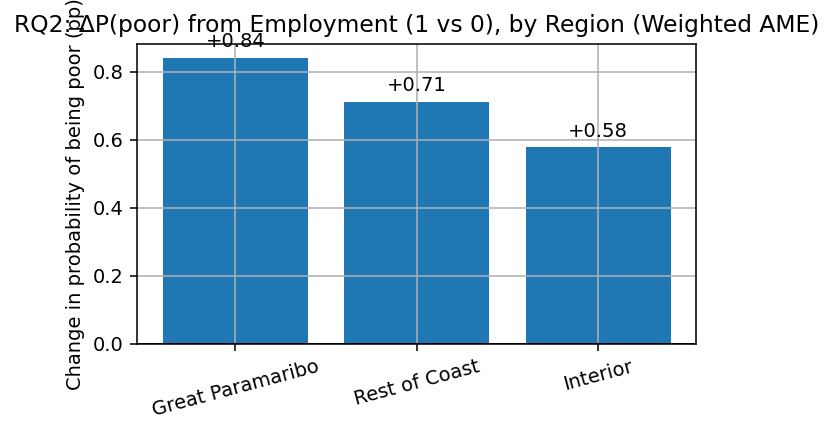 RQ2: ΔP(poor) from Employment (1 vs 0), by Region (Weighted AME)
Change in probability of being poor (pp)
0.8
0.6
0.4
0.2
0.0
+0.84
+0.71
+0.58
Great Paramaribo
Rest of Coast
Interior